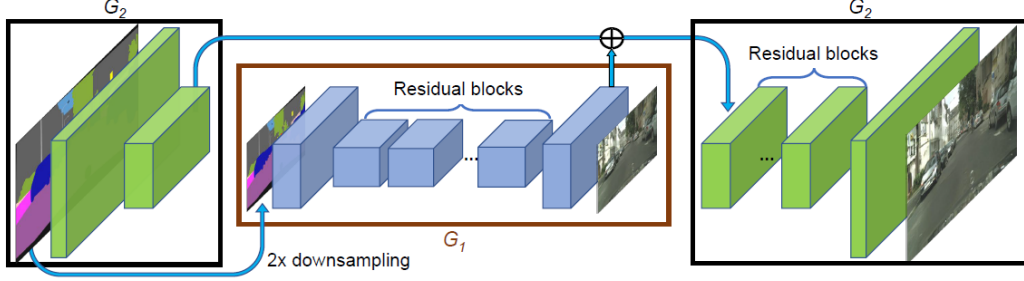 G2
G2
Residual blocks
Residual blocks
...
...
G1
2x downsampling